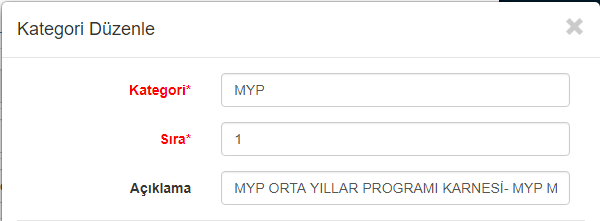 Kategori Düzenle
Kategori* MYP
Sıra* 1
Açıklama MYP ORTA YILLAR PROGRAMI KARNESİ- MYP M